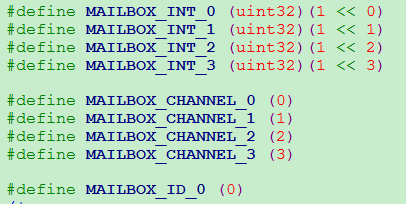 #define MAILBOX_INT_0 (uint32)(1 << 0)
#define MAILBOX_INT_1 (uint32)(1 << 1)
#define MAILBOX_INT_2 (uint32)(1 << 2)
#define MAILBOX_INT_3 (uint32)(1 << 3)
#define MAILBOX_CHANNEL_0 (0)
#define MAILBOX_CHANNEL_1 (1)
#define MAILBOX_CHANNEL_2 (2)
#define MAILBOX_CHANNEL_3 (3)
#define MAILBOX_ID_0 (0)